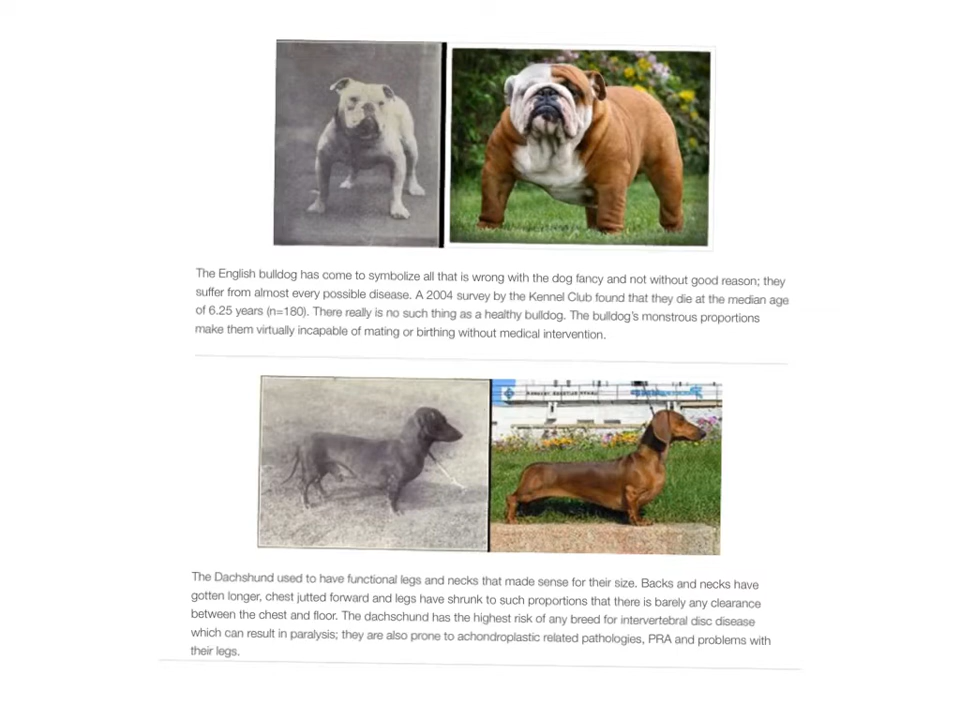 The English bulldog has come to symbolize all that is wrong with the dog fancy and not without good reason; they
suffer from almost every possible disease. A 2004 survey by the Kennel Club found that they die at the median age
of 6.25 years (n=180). There really is no such thing as a healthy bulldog. The bulldog's monstrous proportions
make them virtually incapable of mating or birthing without medical intervention.
The Dachshund used to have functional legs and necks that made sense for their size. Backs and necks have
gotten longer, chest jutted forward and legs have shrunk to such proportions that there is barely any clearance
between the chest and floor. The dachschund has the highest risk of any breed for intervertebral disc disease
which can result in paralysis; they are also prone to achondroplastic related pathologies, PRA and problems with
their legs.